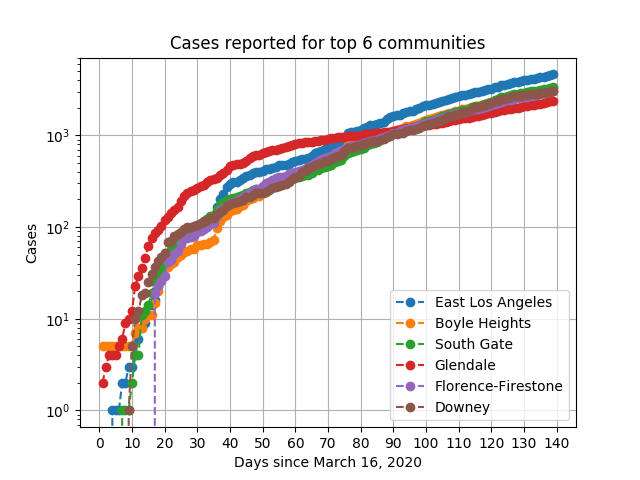 Cases reported for top 6 communities
Cases
10³
10²
10¹
10⁰
East Los Angeles
Boyle Heights
South Gate
Glendale
Florence-Firestone
Downey
0 10 20 30 40 50 60 70 80 90 100 110 120 130 140
Days since March 16, 2020